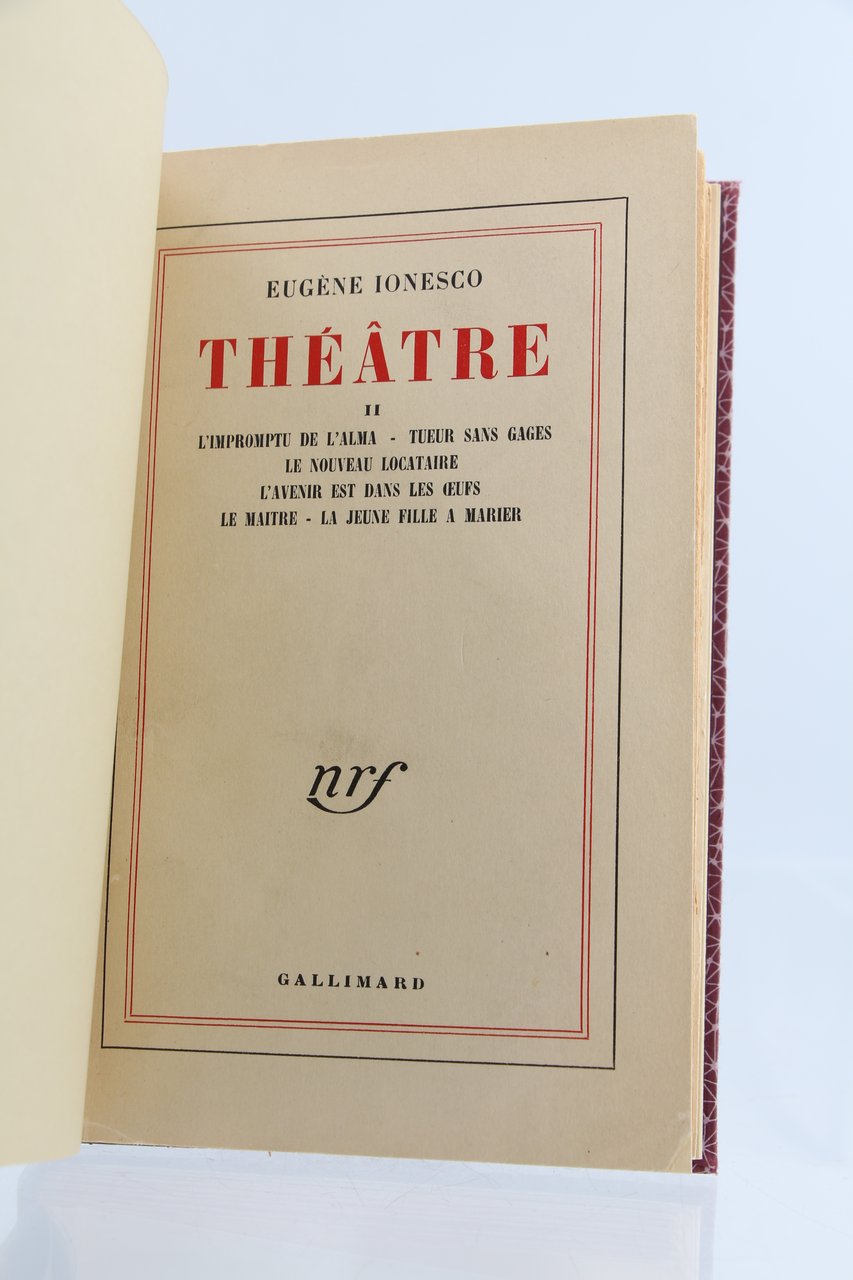 EUGÈNE IONESCO
THÉÂTRE
II
L'IMPROMPTU DE L'ALMA - TUEUR SANS GAGES
LE NOUVEAU LOCATAIRE
L'AVENIR EST DANS LES ŒUFS
LE MAITRE - LA JEUNE FILLE A MARIER
nrf
GALLIMARD